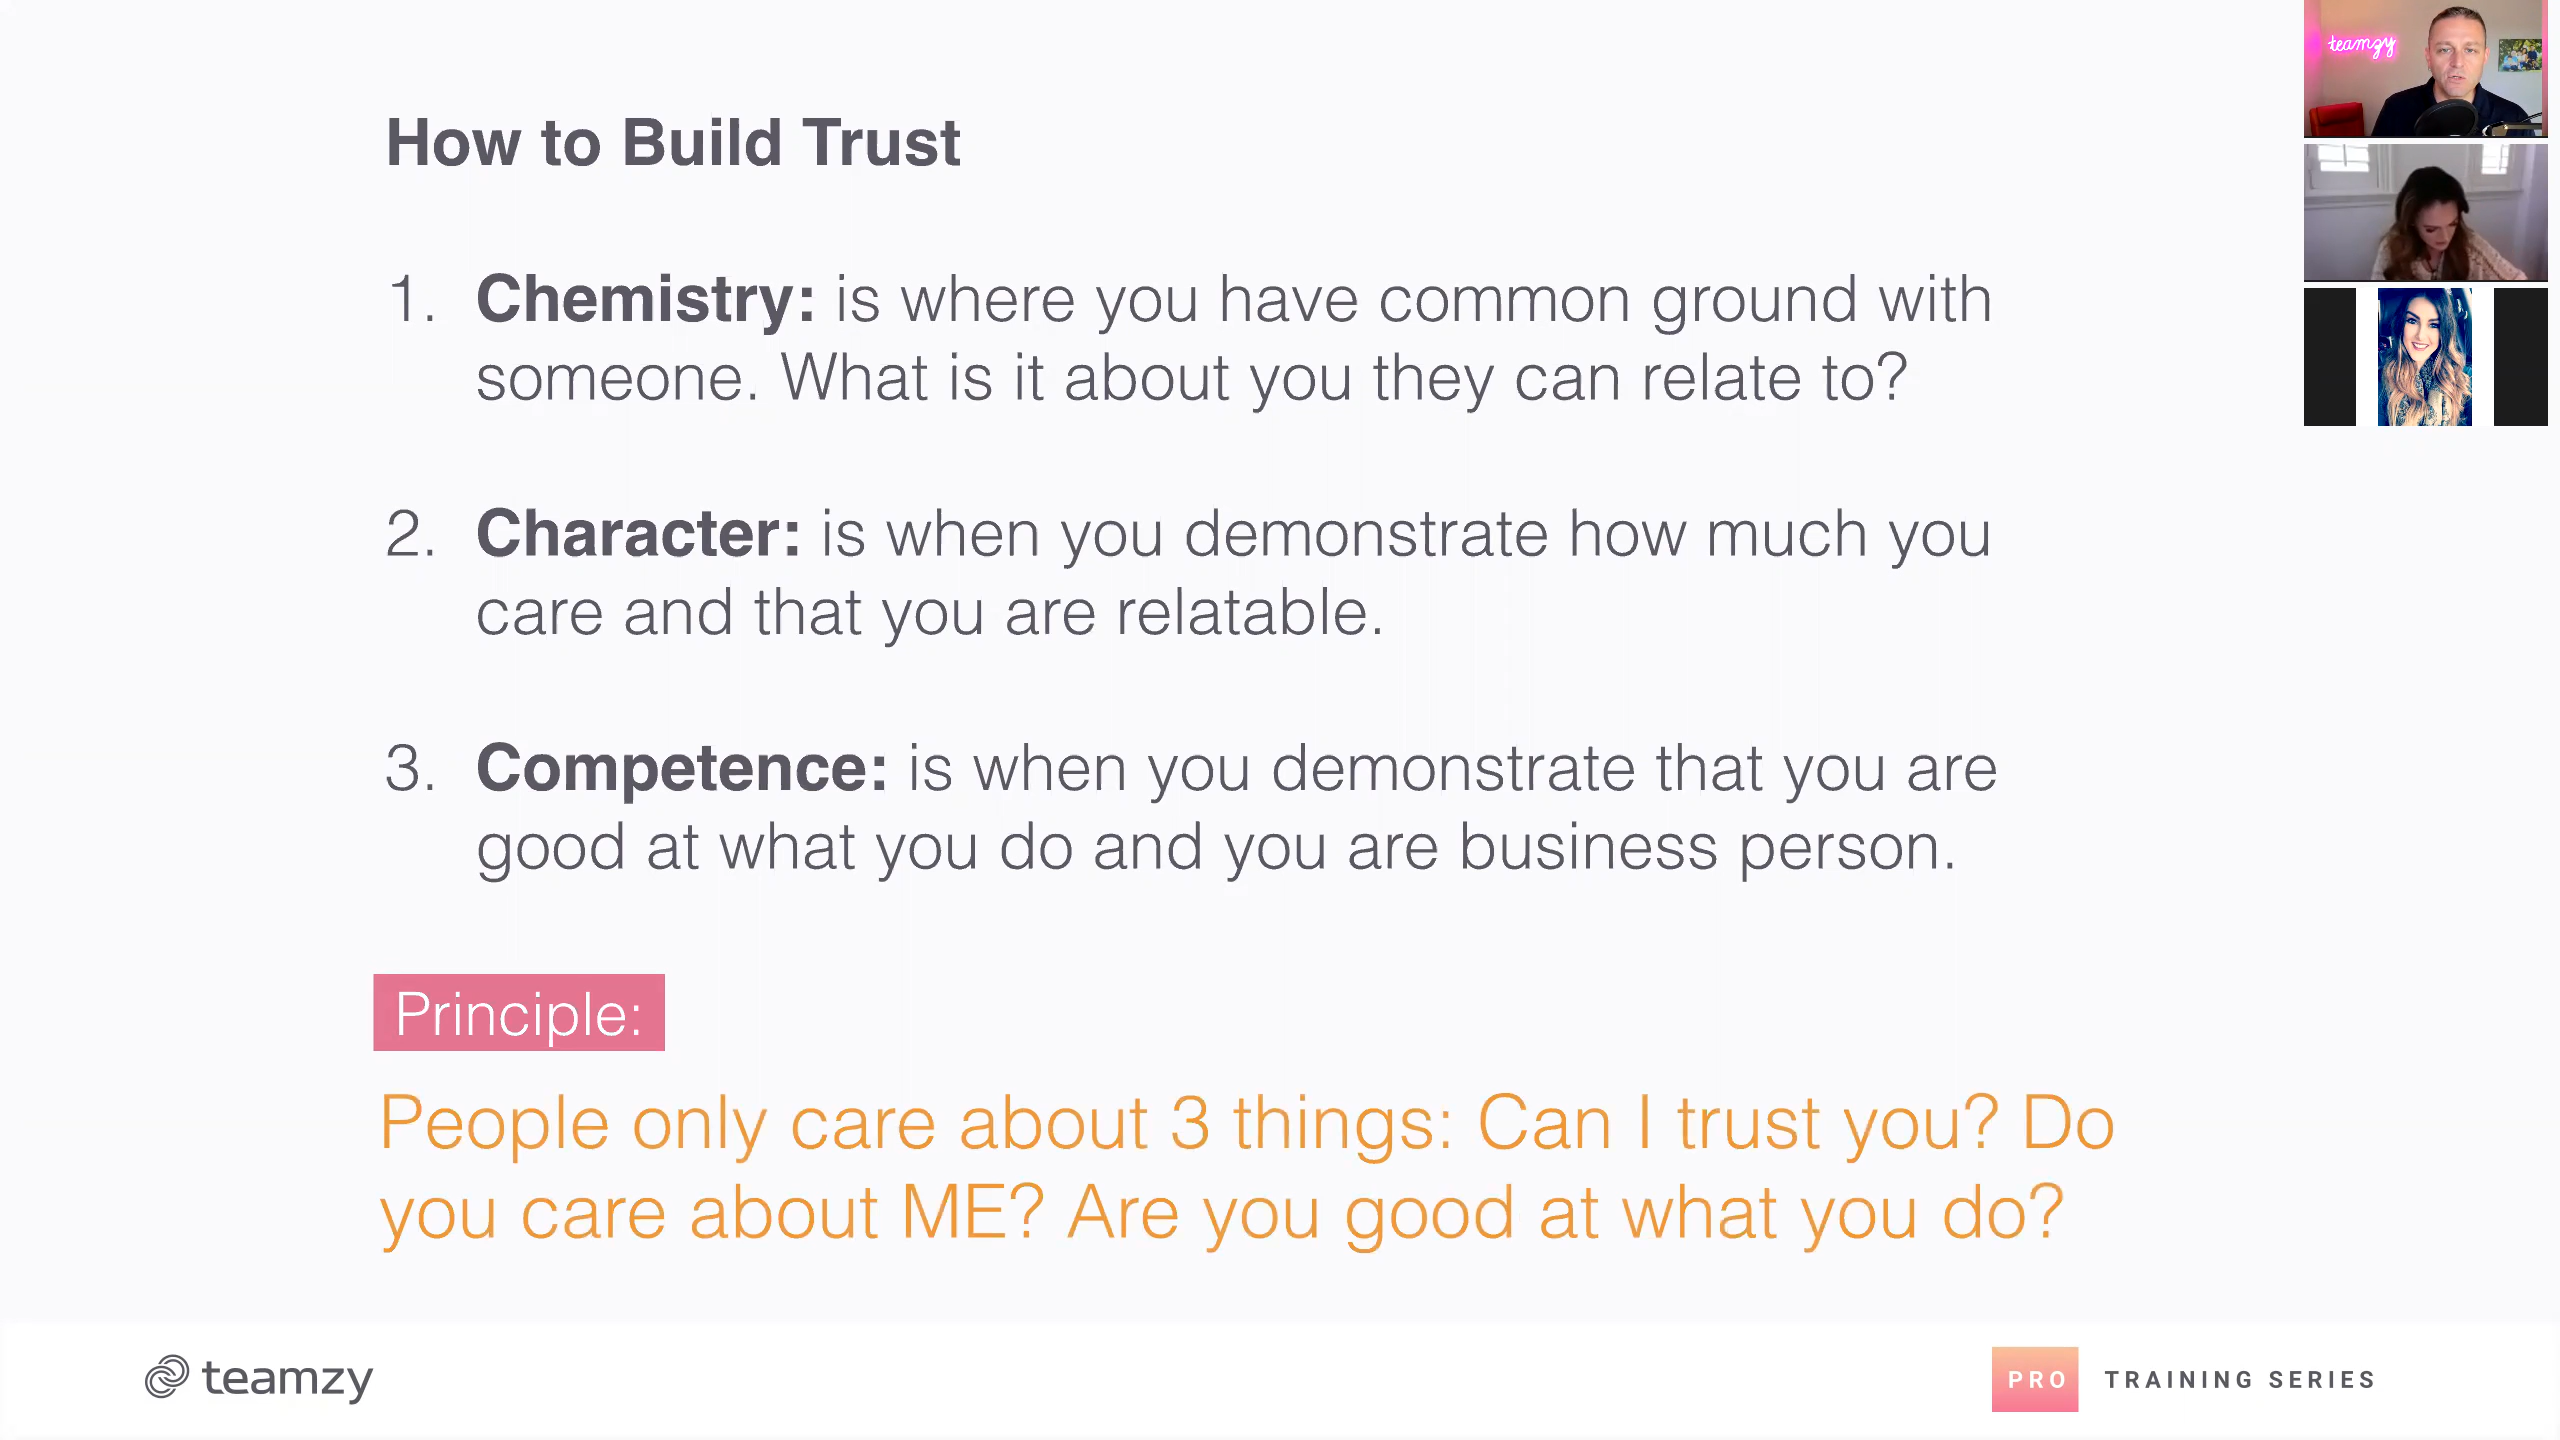 How to Build Trust
1. Chemistry: is where you have common ground with
someone. What is it about you they can relate to?
2. Character: is when you demonstrate how much you
care and that you are relatable.
3. Competence: is when you demonstrate that you are
good at what you do and you are business person.
Principle:
People only care about 3 things: Can I trust you? Do
you care about ME? Are you good at what you do?
teamzy
PRO TRAINING SERIES
teamzy